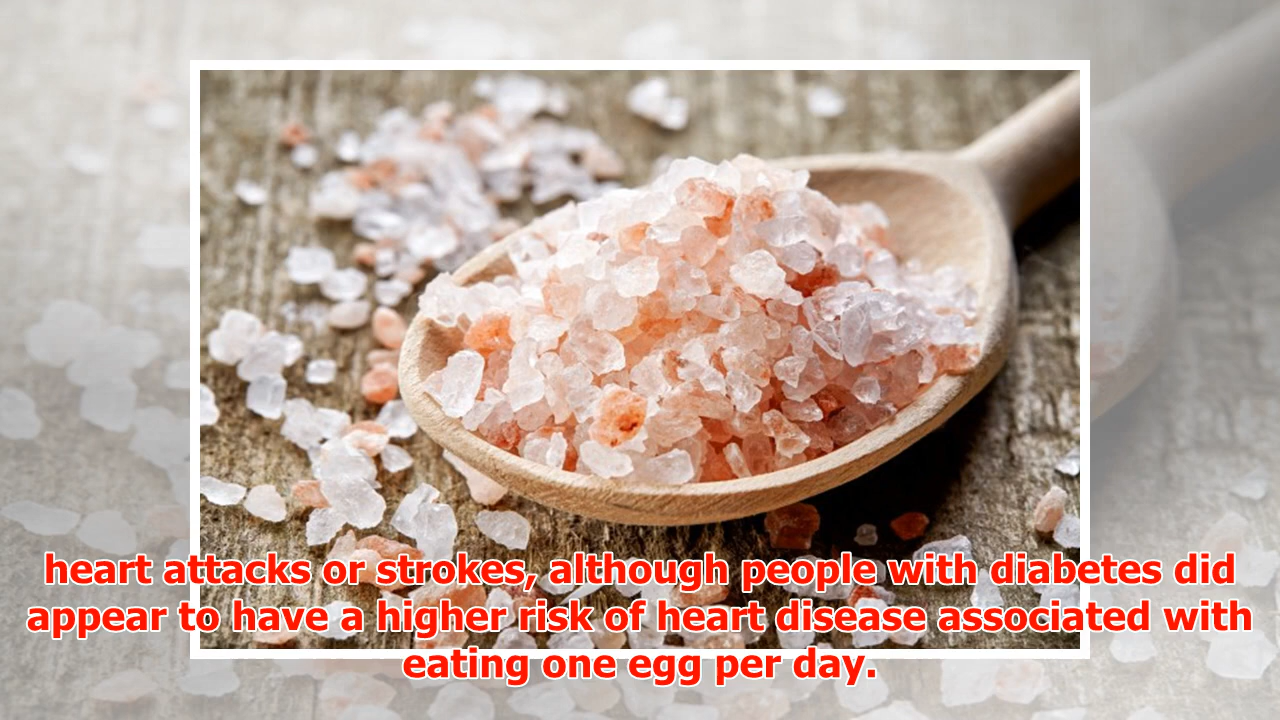 heart attacks or strokes, although people with diabetes did
appear to have a higher risk of heart disease associated with
eating one egg per day.